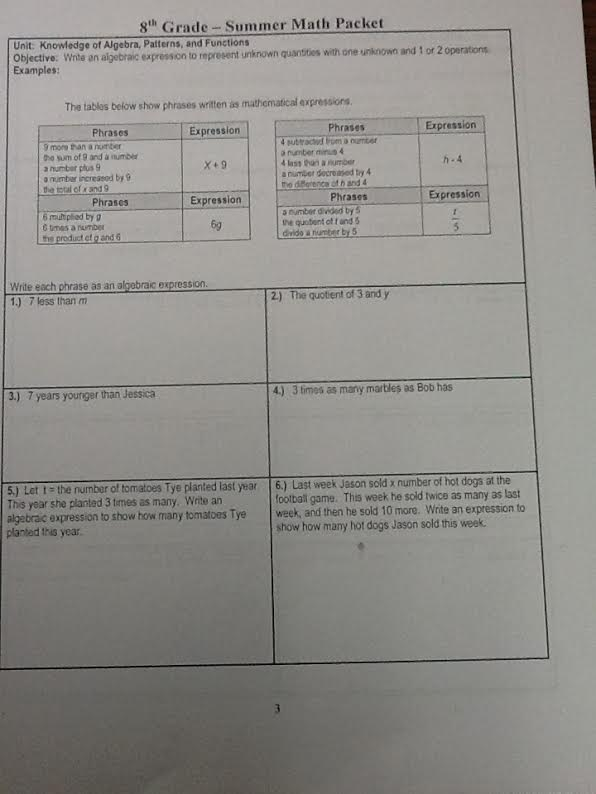 8th Grade – Summer Math Packet
Unit: Knowledge of Algebra, Patterns, and Functions
Objective: Write an algebraic expression to represent unknown quantities with one unknown and 1 or 2 operations.
Examples:
The tables below show phrases written as mathematical expressions.
Phrases Expression
9 more than a number
the sum of 9 and a number
a number plus 9
a number increased by 9
the total of x and 9
X + 9
Phrases Expression
6 multiplied by g
6 times a number
the product of g and 6
6g
Phrases Expression
4 subtracted from a number
a number minus 4
4 less than a number
a number decreased by 4
the difference of h and 4
h - 4
Phrases Expression
a number divided by 5
the quotient of t and 5
divide a number by 5
t
5
Write each phrase as an algebraic expression.
1.) 7 less than m
2.) The quotient of 3 and y
3.) 7 years younger than Jessica
4.) 3 times as many marbles as Bob has
5.) Let t = the number of tomatoes Tye planted last year.
This year she planted 3 times as many. Write an
algebraic expression to show how many tomatoes Tye
planted this year.
6.) Last week Jason sold x number of hot dogs at the
football game. This week he sold twice as many as last
week, and then he sold 10 more. Write an expression to
show how many hot dogs Jason sold this week.
3